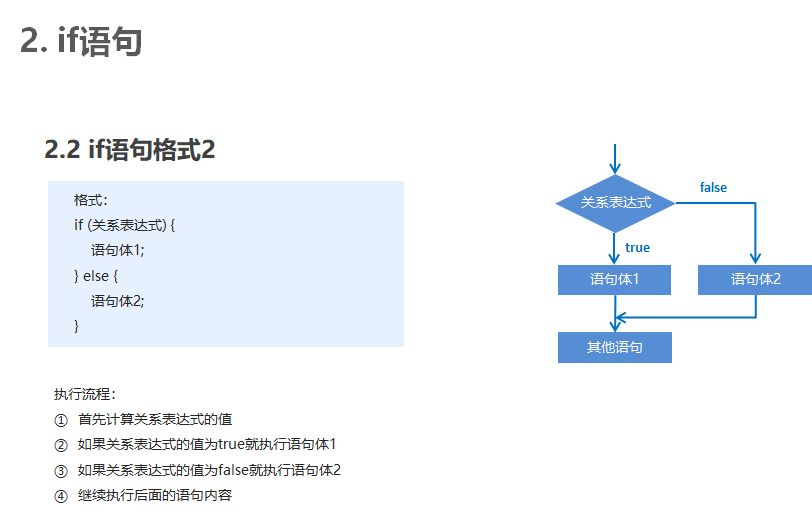 2. if语句
2.2 if语句格式2
格式：
if (关系表达式) {
语句体1;
} else {
语句体2;
}
执行流程：
① 首先计算关系表达式的值
② 如果关系表达式的值为true就执行语句体1
③ 如果关系表达式的值为false就执行语句体2
④ 继续执行后面的语句内容
关系表达式
false
true
语句体1
语句体2
其他语句